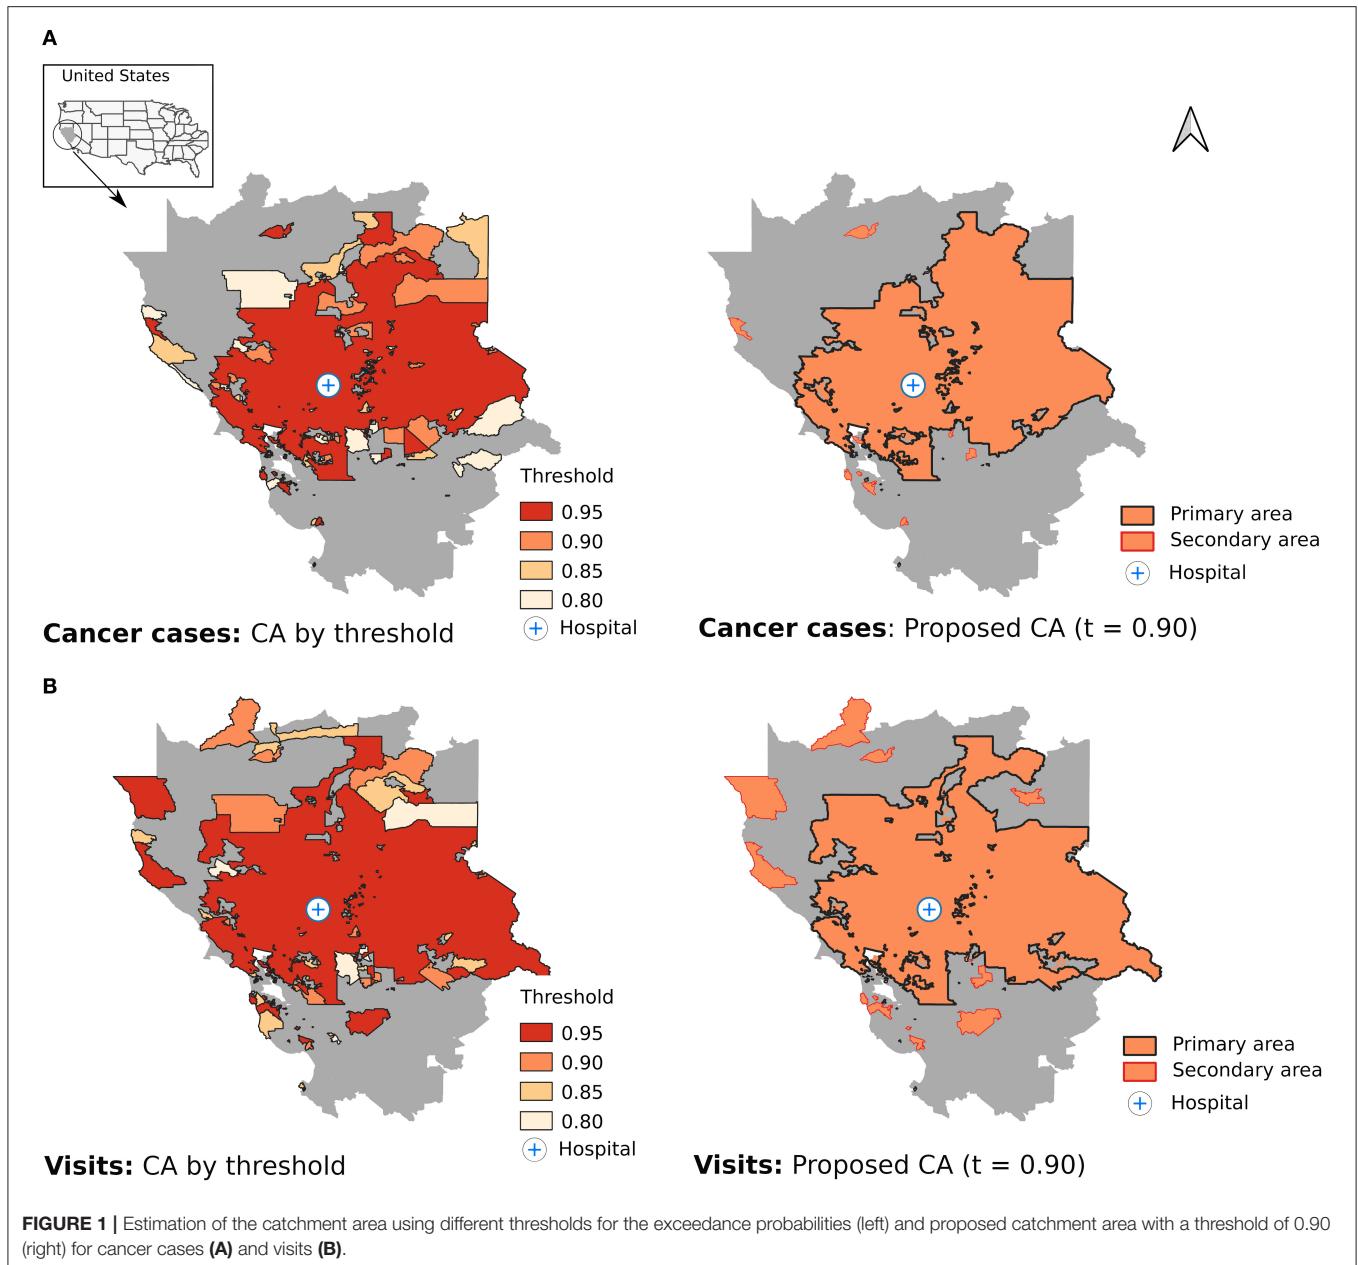 A
United States
Threshold
0.95
0.90
0.85
0.80
Hospital
Primary area
Secondary area
Hospital
Cancer cases: CA by threshold
Cancer cases: Proposed CA (t = 0.90)
B
Threshold
0.95
0.90
0.85
0.80
Hospital
Primary area
Secondary area
Hospital
Visits: CA by threshold
Visits: Proposed CA (t = 0.90)
FIGURE 1 | Estimation of the catchment area using different thresholds for the exceedance probabilities (left) and proposed catchment area with a threshold of 0.90
(right) for cancer cases (A) and visits (B).